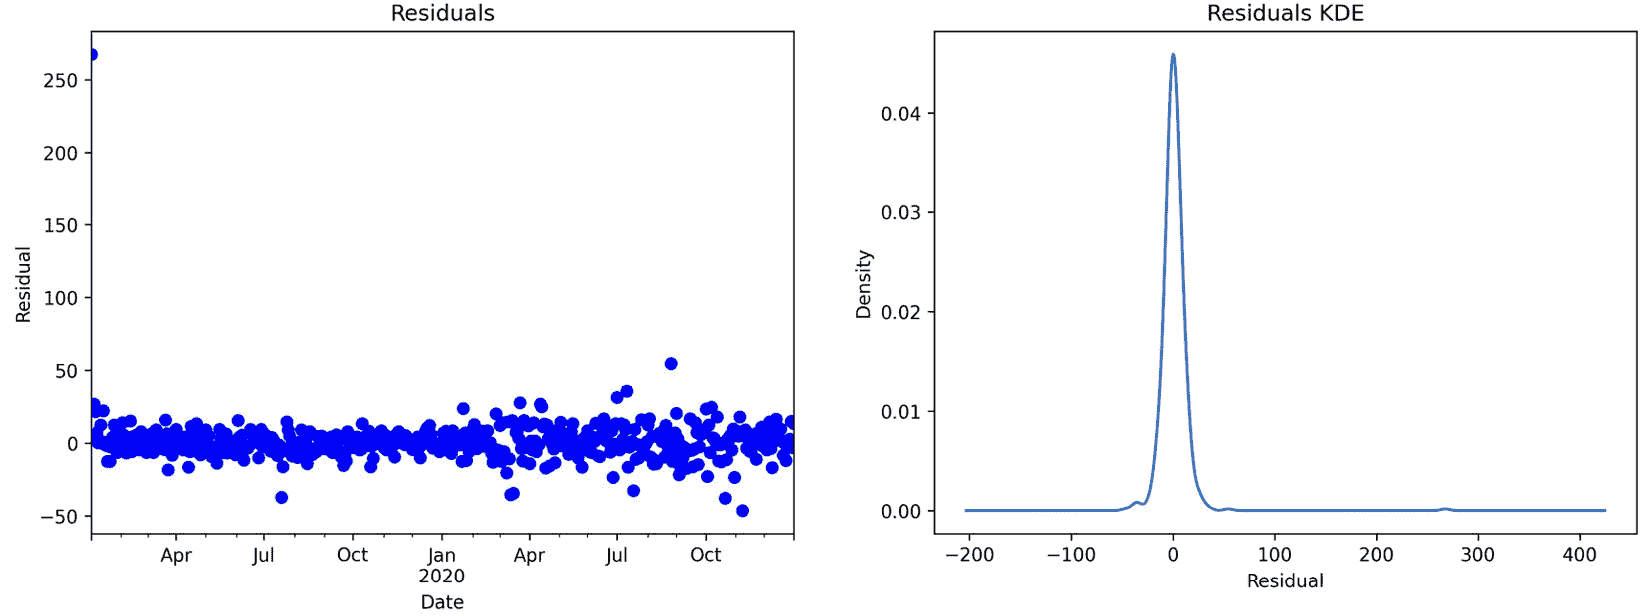 Residuals
250
200
150
100
50
0
−50
Residual
Apr Jul Oct Jan Apr Jul Oct
2020
Date
Residuals KDE
0.04
0.03
0.02
0.01
0.00
Density
−200 −100 0 100 200 300 400
Residual